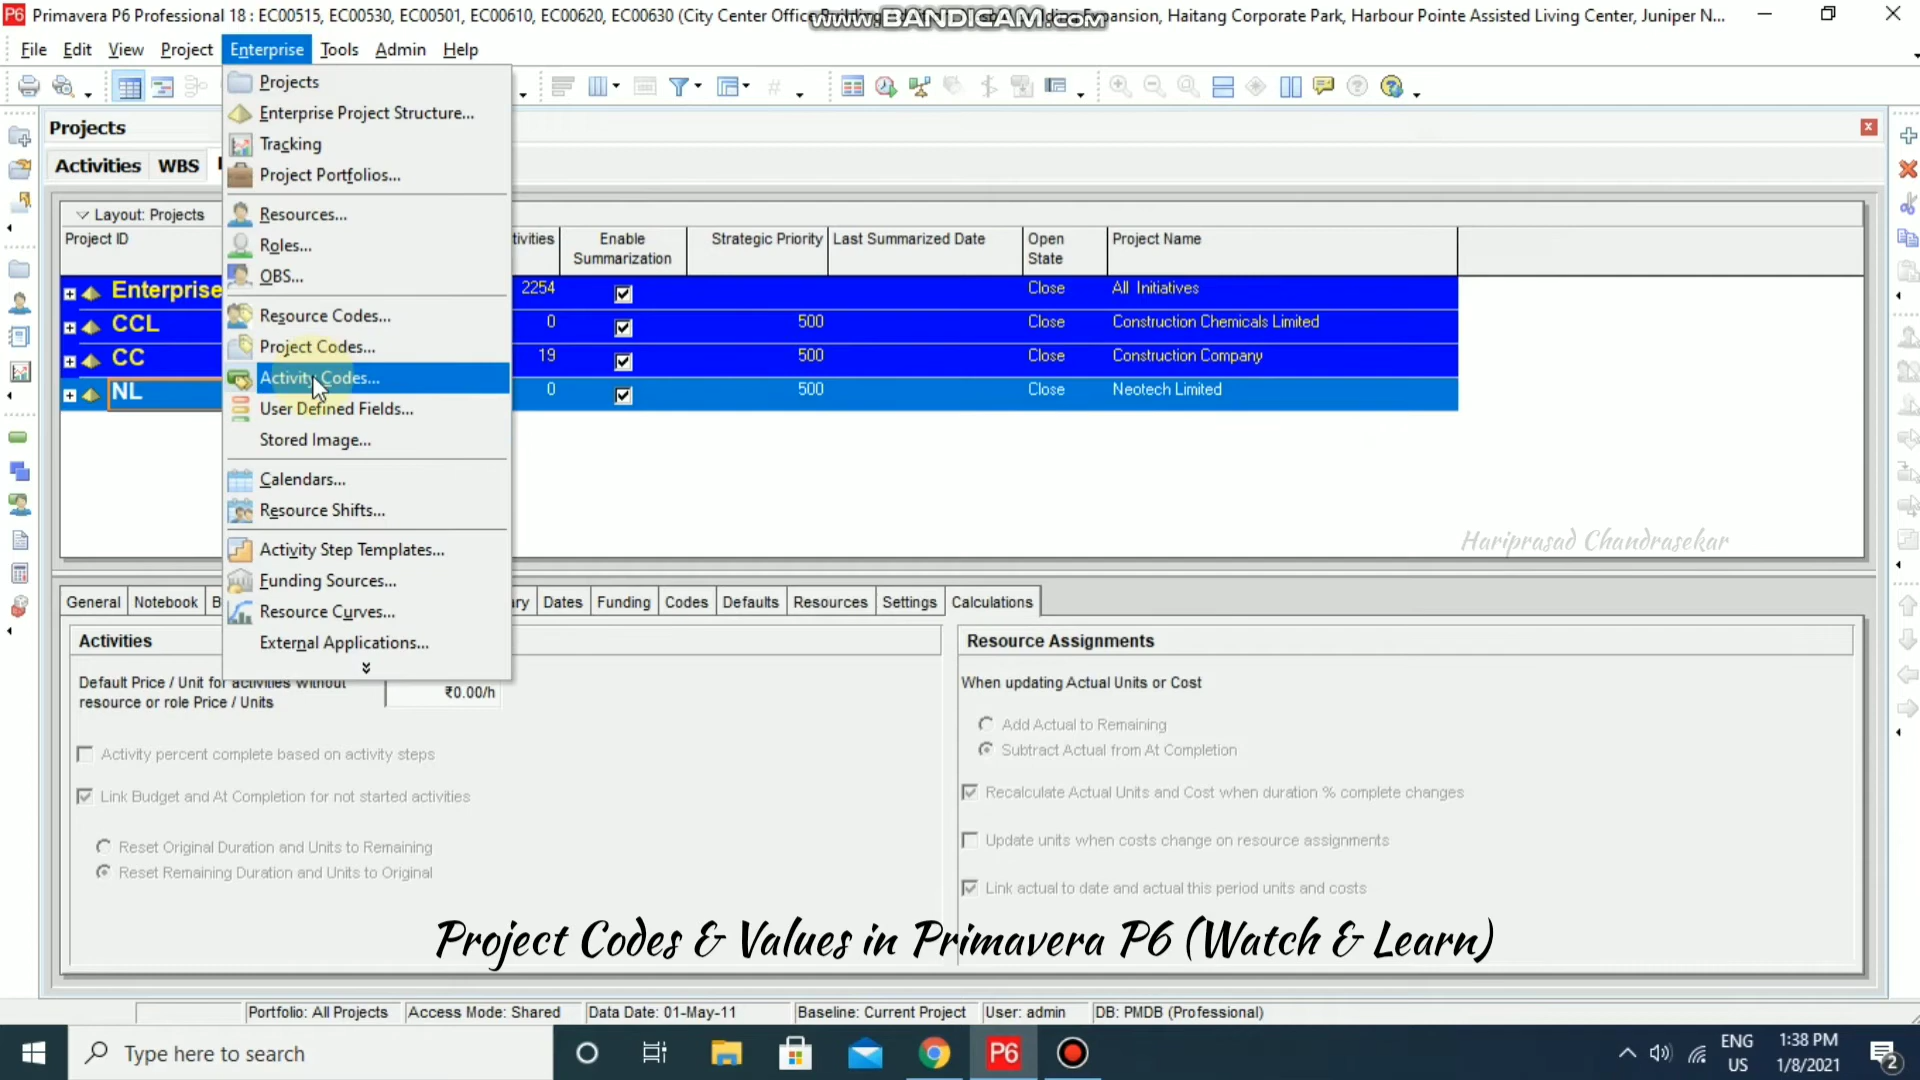 Primavera P6 Professional 18 : EC00515, EC00530, EC00501, EC00610, EC00620, EC00630 (City Center Office Building Expansion, Haitang Corporate Park, Harbour Pointe Assisted Living Center, Juniper N...
www.BANDICAM.com
File Edit View Project Enterprise Tools Admin Help
Projects
Activities WBS
Projects
Enterprise Project Structure...
Tracking
Project Portfolios...
Resources...
Roles...
OBS...
Resource Codes...
Project Codes...
Activity Codes...
User Defined Fields...
Stored Image...
Calendars...
Resource Shifts...
Activity Step Templates...
Funding Sources...
Resource Curves...
External Applications...
Layout: Projects
Project ID
Enable Summarization
Strategic Priority
Last Summarized Date
Open State
Project Name
Enterprise 2254 Close All Initiatives
CCL 0 500 Close Construction Chemicals Limited
CC 19 500 Close Construction Company
NL 0 500 Close Neotech Limited
Hariprasad Chandrasekar
General Notebook Dates Funding Codes Defaults Resources Settings Calculations
Activities
Default Price / Unit for activities without
resource or role Price / Units
₹0.00/h
Activity percent complete based on activity steps
Link Budget and At Completion for not started activities
Reset Original Duration and Units to Remaining
Reset Remaining Duration and Units to Original
Resource Assignments
When updating Actual Units or Cost
Add Actual to Remaining
Subtract Actual from At Completion
Recalculate Actual Units and Cost when duration % complete changes
Update units when costs change on resource assignments
Link actual to date and actual this period units and costs
Project Codes & Values in Primavera P6 (Watch & Learn)
Portfolio: All Projects Access Mode: Shared Data Date: 01-May-11 Baseline: Current Project User: admin DB: PMDB (Professional)
Type here to search
P6
ENG
US
1:38 PM
1/8/2021
2